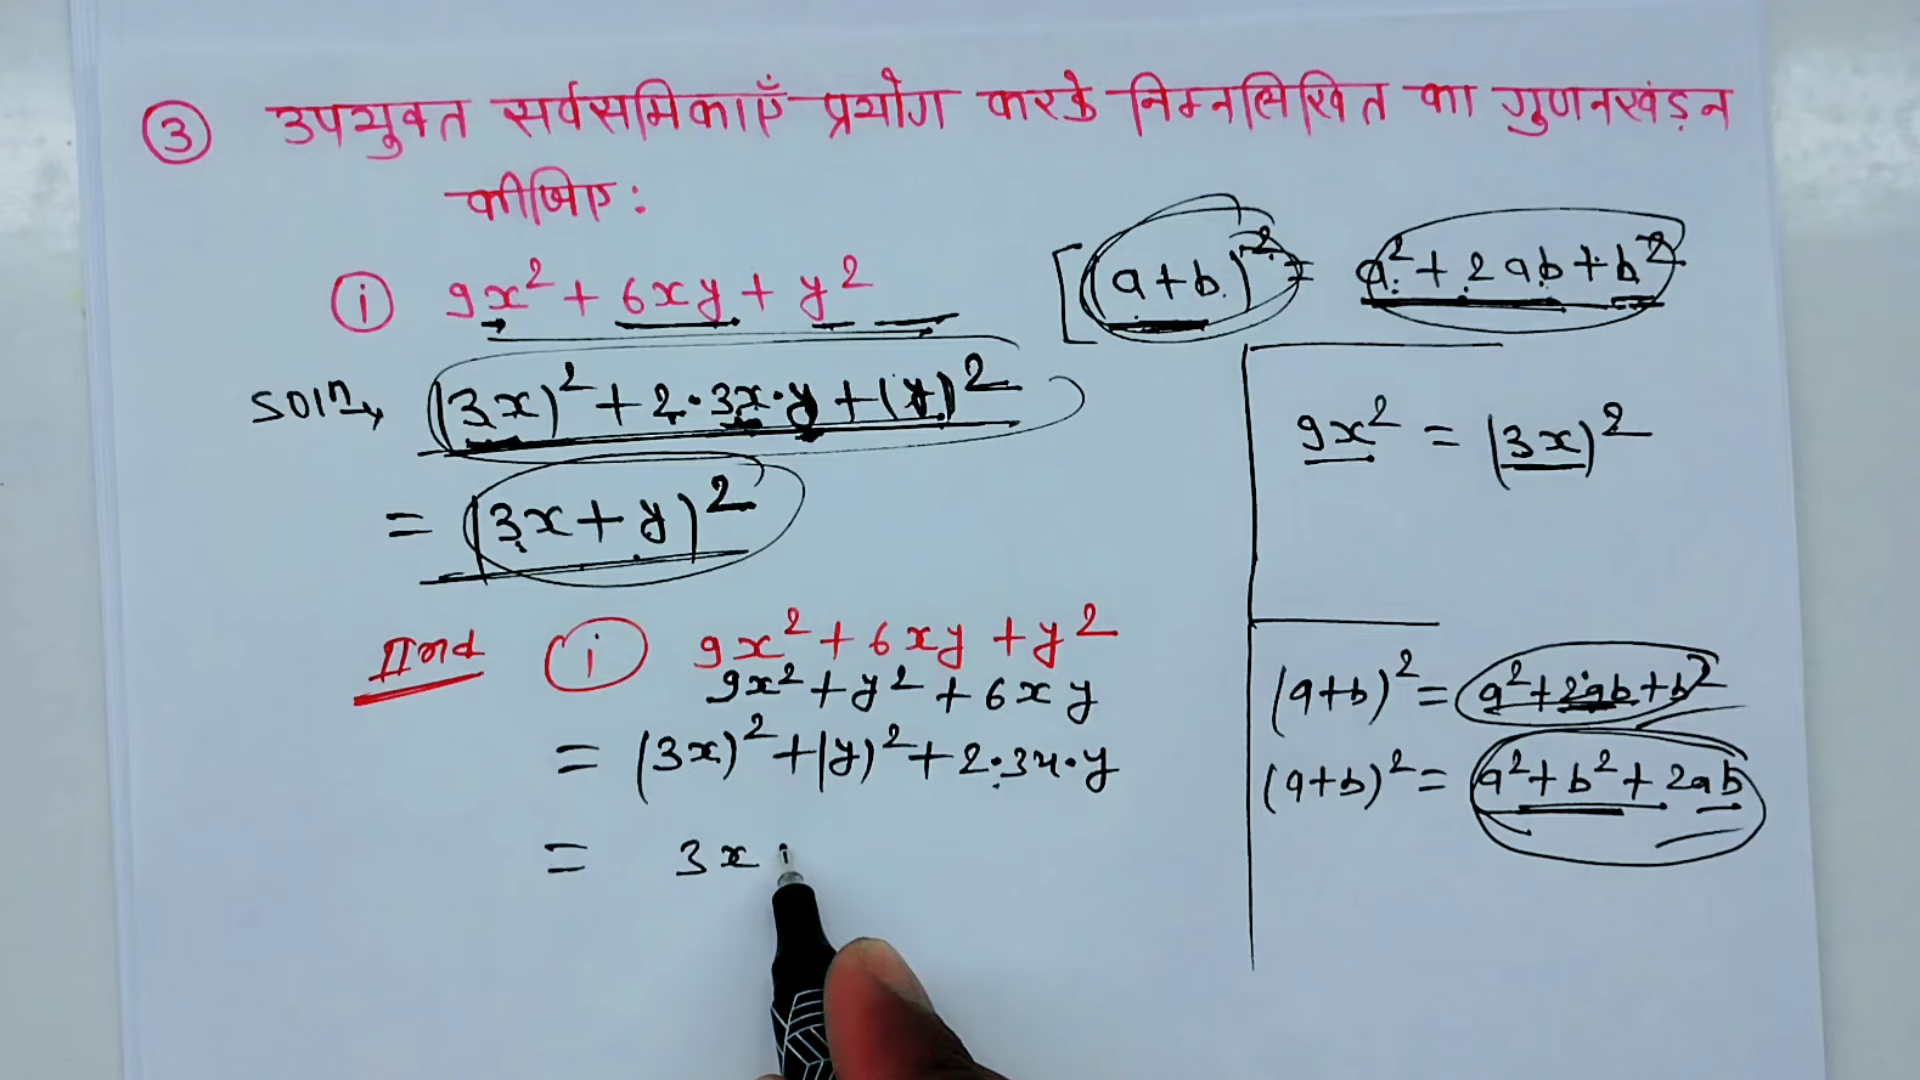 ③ उपयुक्त सर्वसमिकाएँ प्रयोग करके निम्नलिखित का गुणनखंड़न
कीजिए:
(i) 9x² + 6xy + y²
[(a+b)² = a² + 2ab + b²
Soln, (3x)² + 2·3x·y + (y)²
9x² = (3x)²
= (3x+y)²
IInd (i) 9x² + 6xy + y²
9x² + y² + 6xy
= (3x)² + (y)² + 2·3x·y
= 3x
(a+b)² = a²+2ab+b²
(a+b)² = a²+b²+2ab